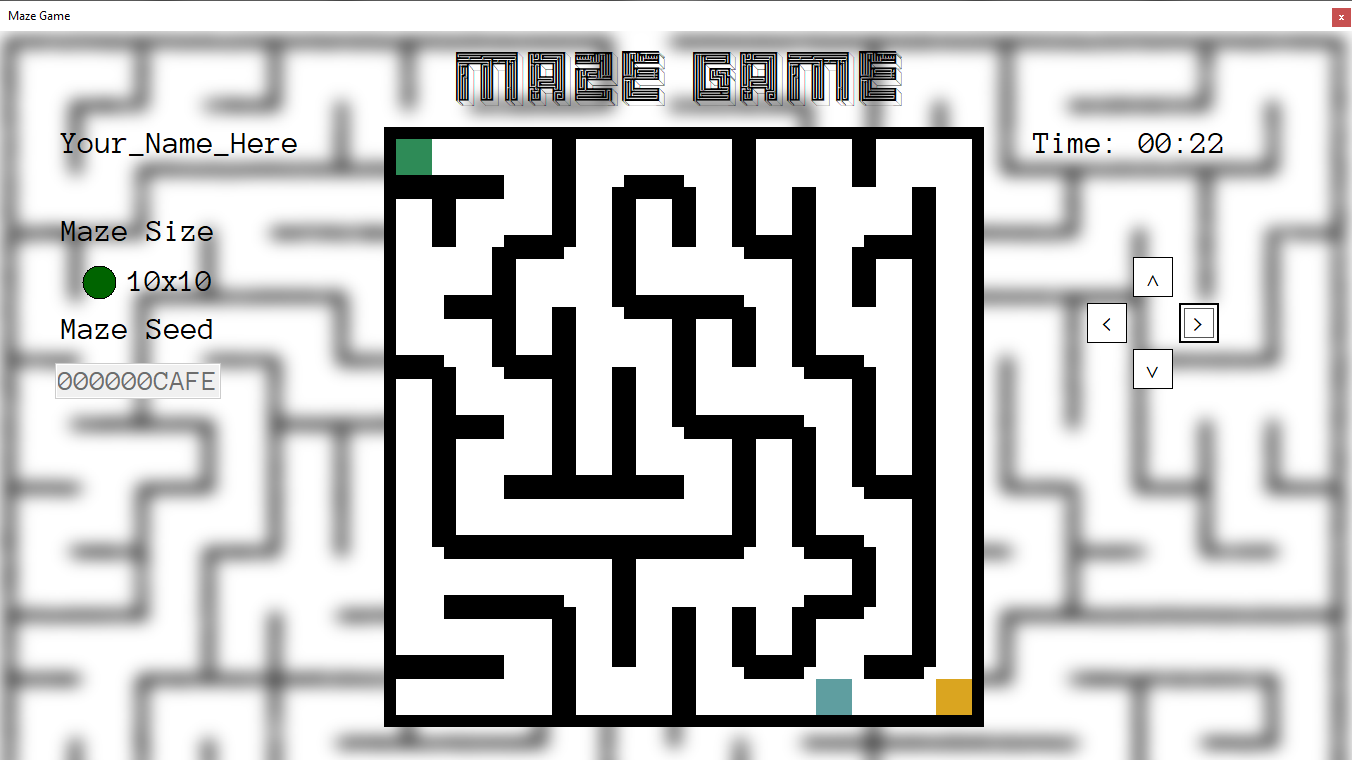 Maze Game
x
MAZE GAME
Your_Name_Here
Time: 00:22
Maze Size
10x10
Maze Seed
000000CAFE
^
< >
v